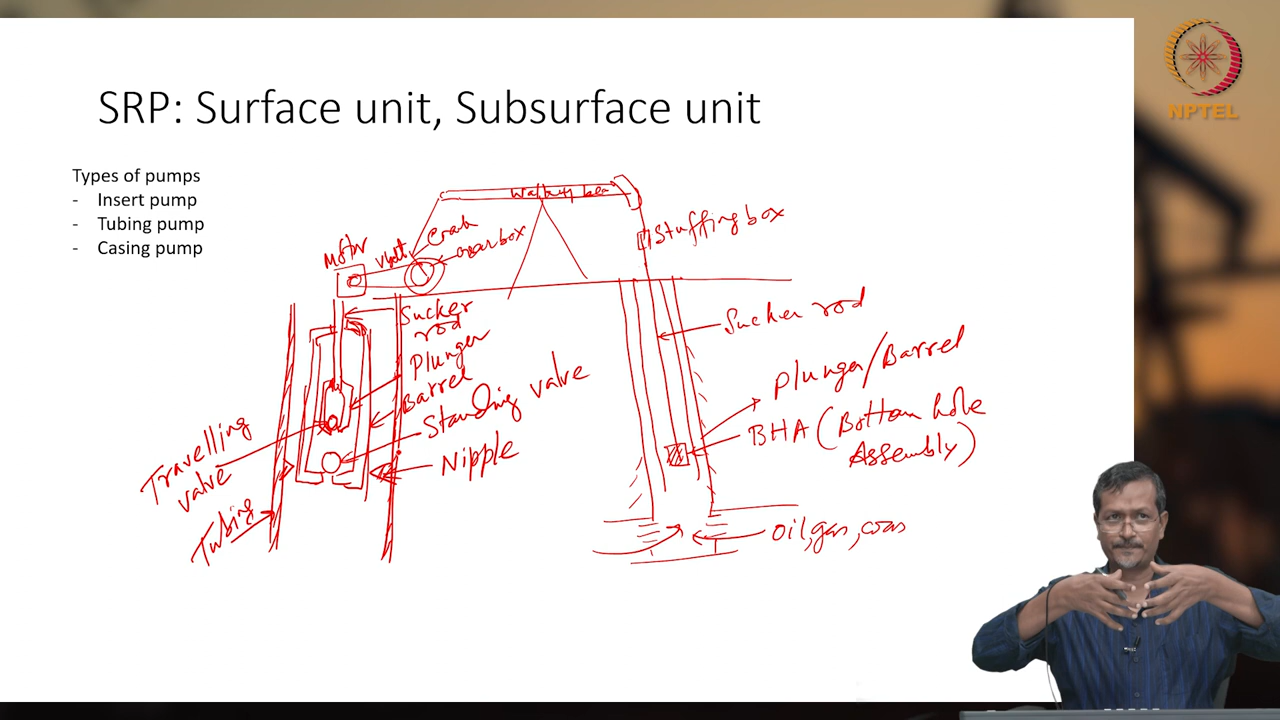 SRP: Surface unit, Subsurface unit
Types of pumps
- Insert pump
- Tubing pump
- Casing pump
NPTEL
Motor
Crank
Gearbox
Stuffing box
Sucker
rod
Plunger
Barrel
Standing valve
Nipple
Travelling
valve
Tubing
Sucker rod
Plunger/Barrel
BHA (Bottom hole
Assembly)
oil, gas,